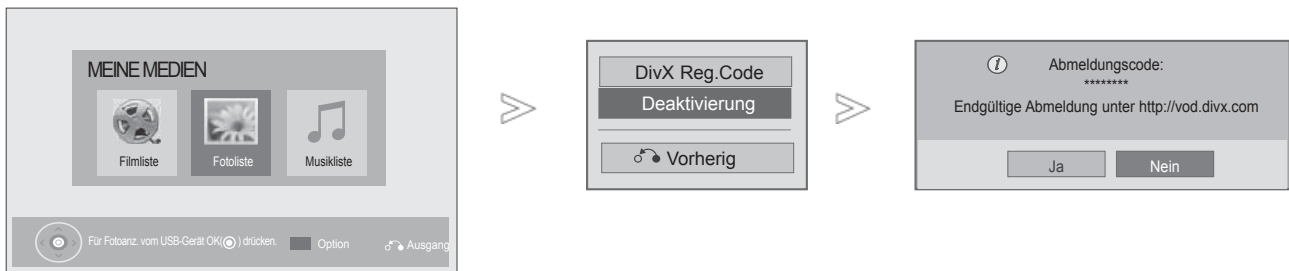 MEINE MEDIEN
Filmliste
Fotoliste
Musikliste
Für Fotoanz. vom USB-Gerät OK( ) drücken.
Option
Ausgang
DivX Reg.Code
Deaktivierung
Vorherig
Abmeldungscode:
********
Endgültige Abmeldung unter http://vod.divx.com
Ja
Nein